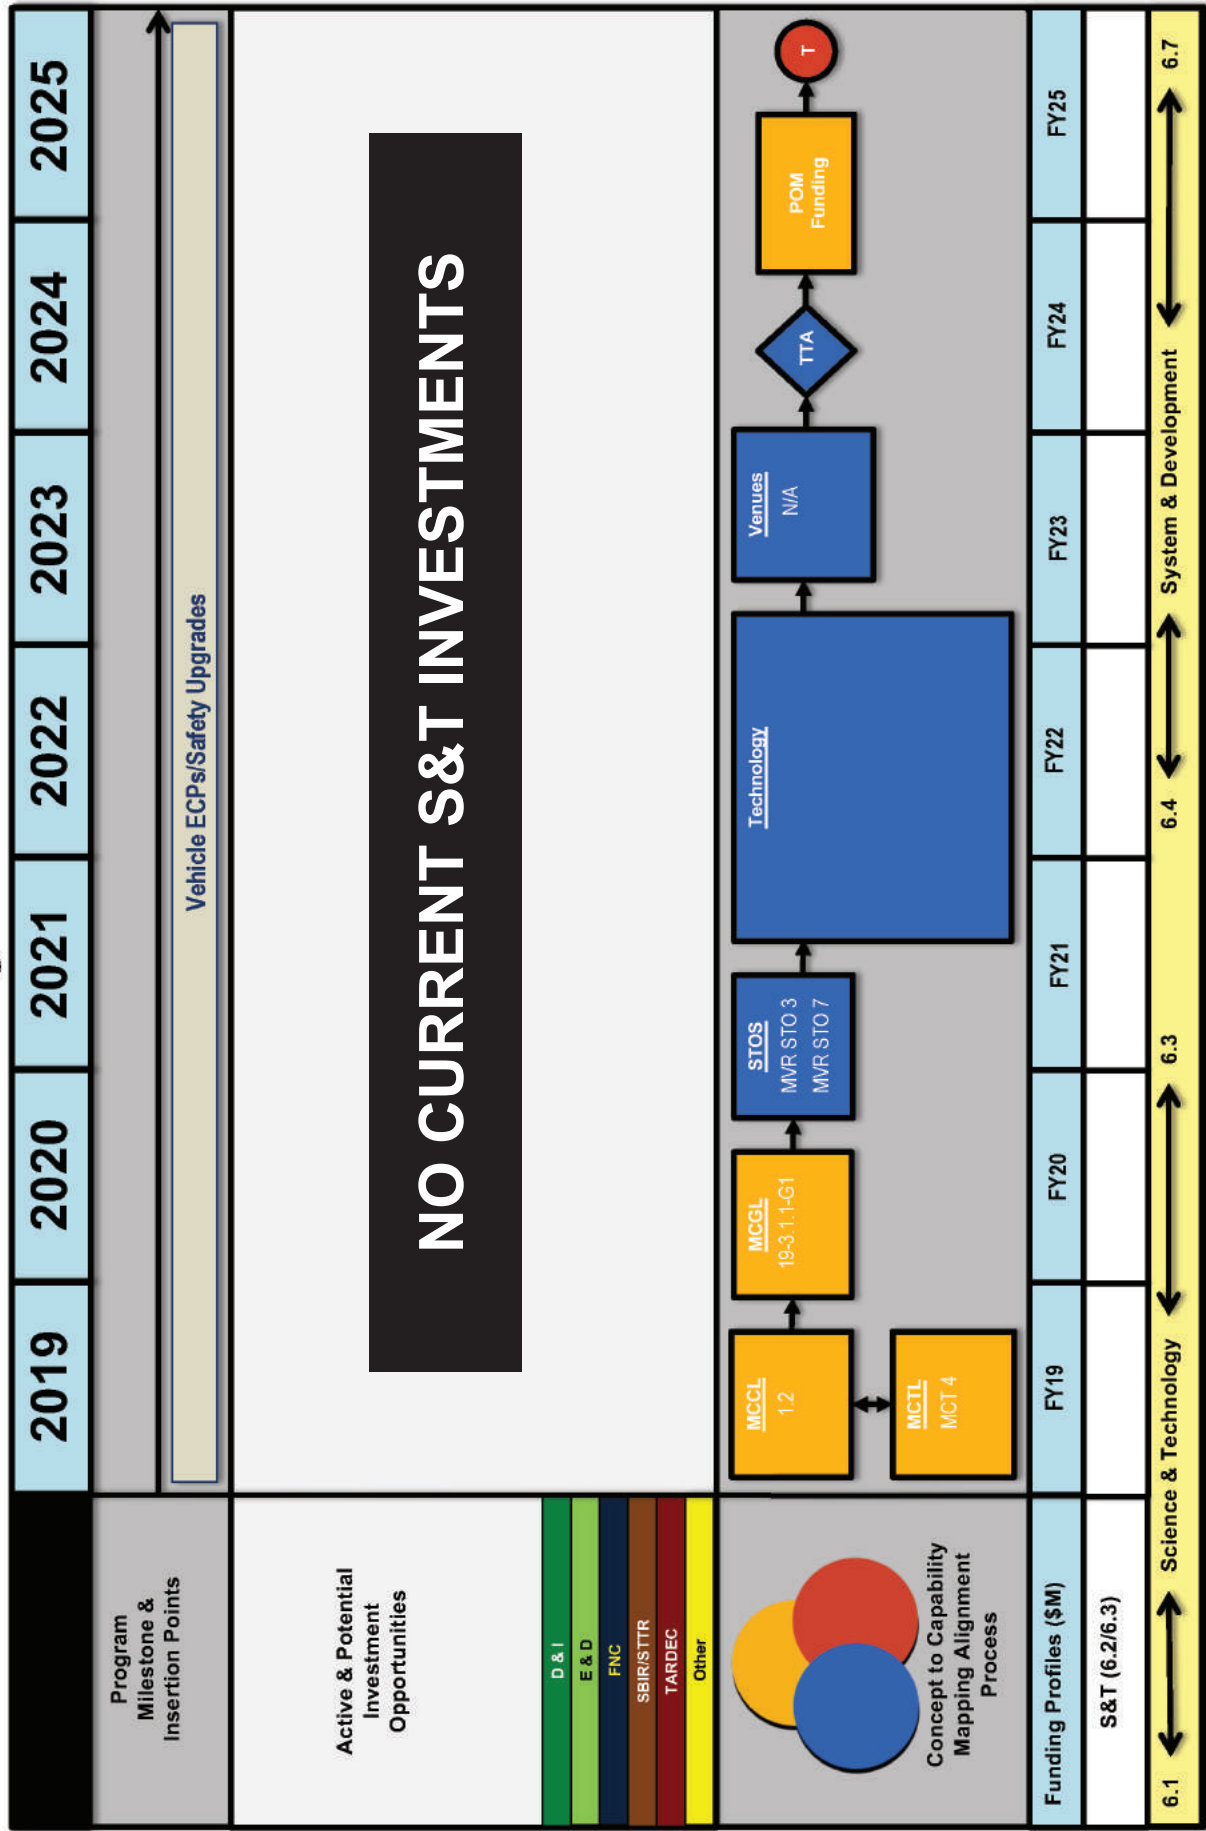 2019
2020
2021
2022
2023
2024
2025
Program
Milestone &
Insertion Points
Vehicle ECPs/Safety Upgrades
Active & Potential
Investment
Opportunities
NO CURRENT S&T INVESTMENTS
D & I
E & D
FNC
SBIR/STTR
TARDEC
Other
Concept to Capability
Mapping Alignment
Process
MCCL
1.2
MCTL
MCT 4
MCGL
19-3.1.1-G1
STOS
MVR STO 3
MVR STO 7
Technology
Venues
N/A
TTA
POM
Funding
T
Funding Profiles ($M)
FY19
FY20
FY21
FY22
FY23
FY24
FY25
S&T (6.2/6.3)
6.1
Science & Technology
6.3
6.4
System & Development
6.7